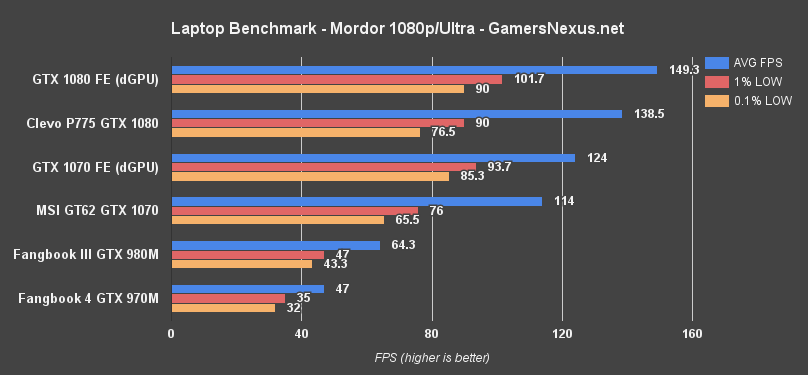 Laptop Benchmark - Mordor 1080p/Ultra - GamersNexus.net
AVG FPS
1% LOW
0.1% LOW
GTX 1080 FE (dGPU)
149.3
101.7
90
Clevo P775 GTX 1080
138.5
90
76.5
GTX 1070 FE (dGPU)
124
93.7
85.3
MSI GT62 GTX 1070
114
76
65.5
Fangbook III GTX 980M
64.3
47
43.3
Fangbook 4 GTX 970M
47
35
32
0 40 80 120 160
FPS (higher is better)